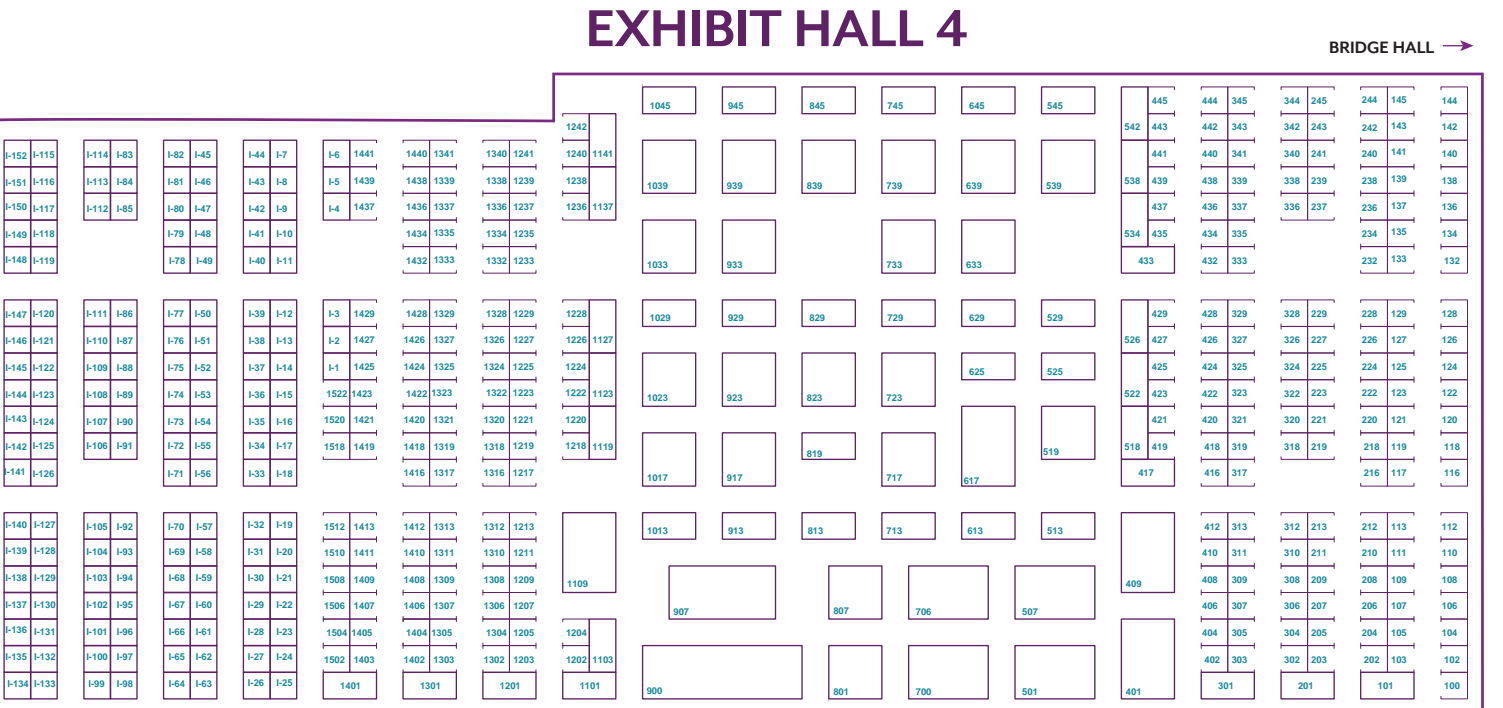 EXHIBIT HALL 4
BRIDGE HALL
1045 945 845 745 645 545 445 444 345 344 245 244 145 144
1242 542 443 442 343 342 243 242 143 142
I-152 I-115 I-114 I-83 I-82 I-45 I-44 I-7 I-6 1441 1440 1341 1340 1241 1240 1141 441 440 341 340 241 240 141 140
I-151 I-116 I-113 I-84 I-81 I-46 I-43 I-8 I-5 1439 1438 1339 1338 1239 1238 1039 939 839 739 639 539 538 439 438 339 338 239 238 139 138
I-150 I-117 I-112 I-85 I-80 I-47 I-42 I-9 I-4 1437 1436 1337 1336 1237 1236 1137 437 436 337 336 237 236 137 136
I-149 I-118 I-79 I-48 I-41 I-10 1434 1335 1334 1235 534 435 434 335 234 135 134
I-148 I-119 I-78 I-49 I-40 I-11 1432 1333 1332 1233 1033 933 733 633 433 432 333 232 133 132
I-147 I-120 I-111 I-86 I-77 I-50 I-39 I-12 I-3 1429 1428 1329 1328 1229 1228 1029 929 829 729 629 529 429 428 329 328 229 228 129 128
I-146 I-121 I-110 I-87 I-76 I-51 I-38 I-13 I-2 1427 1426 1327 1326 1227 1226 1127 526 427 426 327 326 227 226 127 126
I-145 I-122 I-109 I-88 I-75 I-52 I-37 I-14 I-1 1425 1424 1325 1324 1225 1224 625 525 425 424 325 324 225 224 125 124
I-144 I-123 I-108 I-89 I-74 I-53 I-36 I-15 1522 1423 1422 1323 1322 1223 1222 1123 1023 923 823 723 522 423 422 323 322 223 222 123 122
I-143 I-124 I-107 I-90 I-73 I-54 I-35 I-16 1520 1421 1420 1321 1320 1221 1220 421 420 321 320 221 220 121 120
I-142 I-125 I-106 I-91 I-72 I-55 I-34 I-17 1518 1419 1418 1319 1318 1219 1218 1119 819 519 518 419 418 319 318 219 218 119 118
I-141 I-126 I-71 I-56 I-33 I-18 1416 1317 1316 1217 1017 917 717 617 417 416 317 216 117 116
I-140 I-127 I-105 I-92 I-70 I-57 I-32 I-19 1512 1413 1412 1313 1312 1213 1013 913 813 713 613 513 412 313 312 213 212 113 112
I-139 I-128 I-104 I-93 I-69 I-58 I-31 I-20 1510 1411 1410 1311 1310 1211 410 311 310 211 210 111 110
I-138 I-129 I-103 I-94 I-68 I-59 I-30 I-21 1508 1409 1408 1309 1308 1209 1109 409 408 309 308 209 208 109 108
I-137 I-130 I-102 I-95 I-67 I-60 I-29 I-22 1506 1407 1406 1307 1306 1207 907 807 706 507 406 307 306 207 206 107 106
I-136 I-131 I-101 I-96 I-66 I-61 I-28 I-23 1504 1405 1404 1305 1304 1205 1204 404 305 304 205 204 105 104
I-135 I-132 I-100 I-97 I-65 I-62 I-27 I-24 1502 1403 1402 1303 1302 1203 1202 1103 402 303 302 203 202 103 102
I-134 I-133 I-99 I-98 I-64 I-63 I-26 I-25 1401 1301 1201 1101 900 801 700 501 401 301 201 101 100